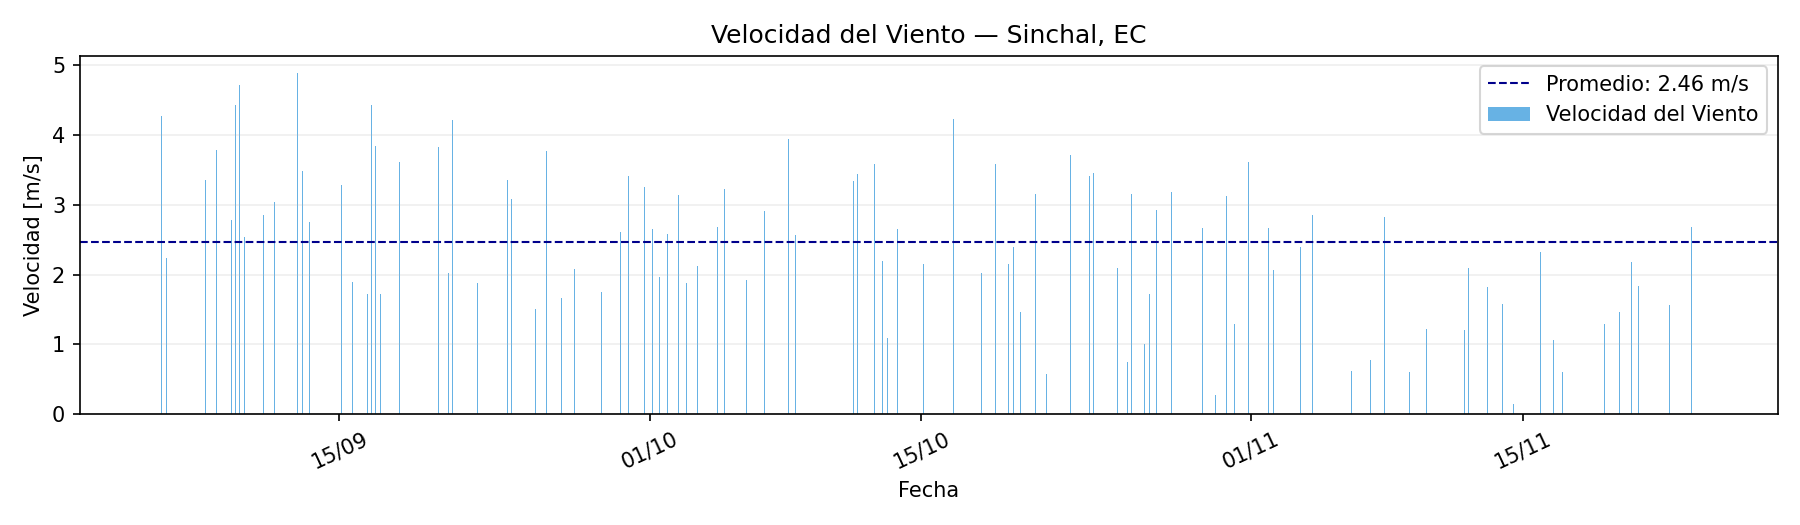 Velocidad del Viento — Sinchal, EC
Velocidad [m/s]
5
4
3
2
1
0
Promedio: 2.46 m/s
Velocidad del Viento
15/09
01/10
15/10
01/11
15/11
Fecha